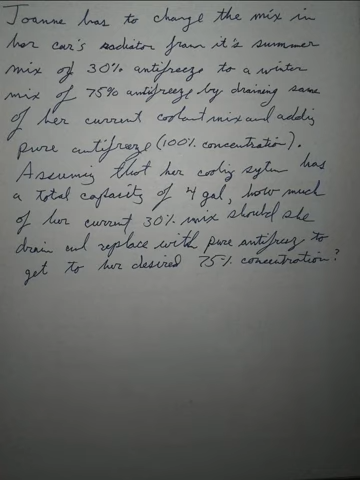 Joanne has to change the mix in
her car's radiator from it's summer
mix of 30% antifreeze to a winter
mix of 75% antifreeze by draining some
of her current coolant mix and adding
pure antifreeze (100% concentration).
Assuming that her cooling sytem has
a total capasity of 4 gal, how much
of her current 30% mix should she
drain and replace with pure antifreez to
get to her desired 75% concentration?